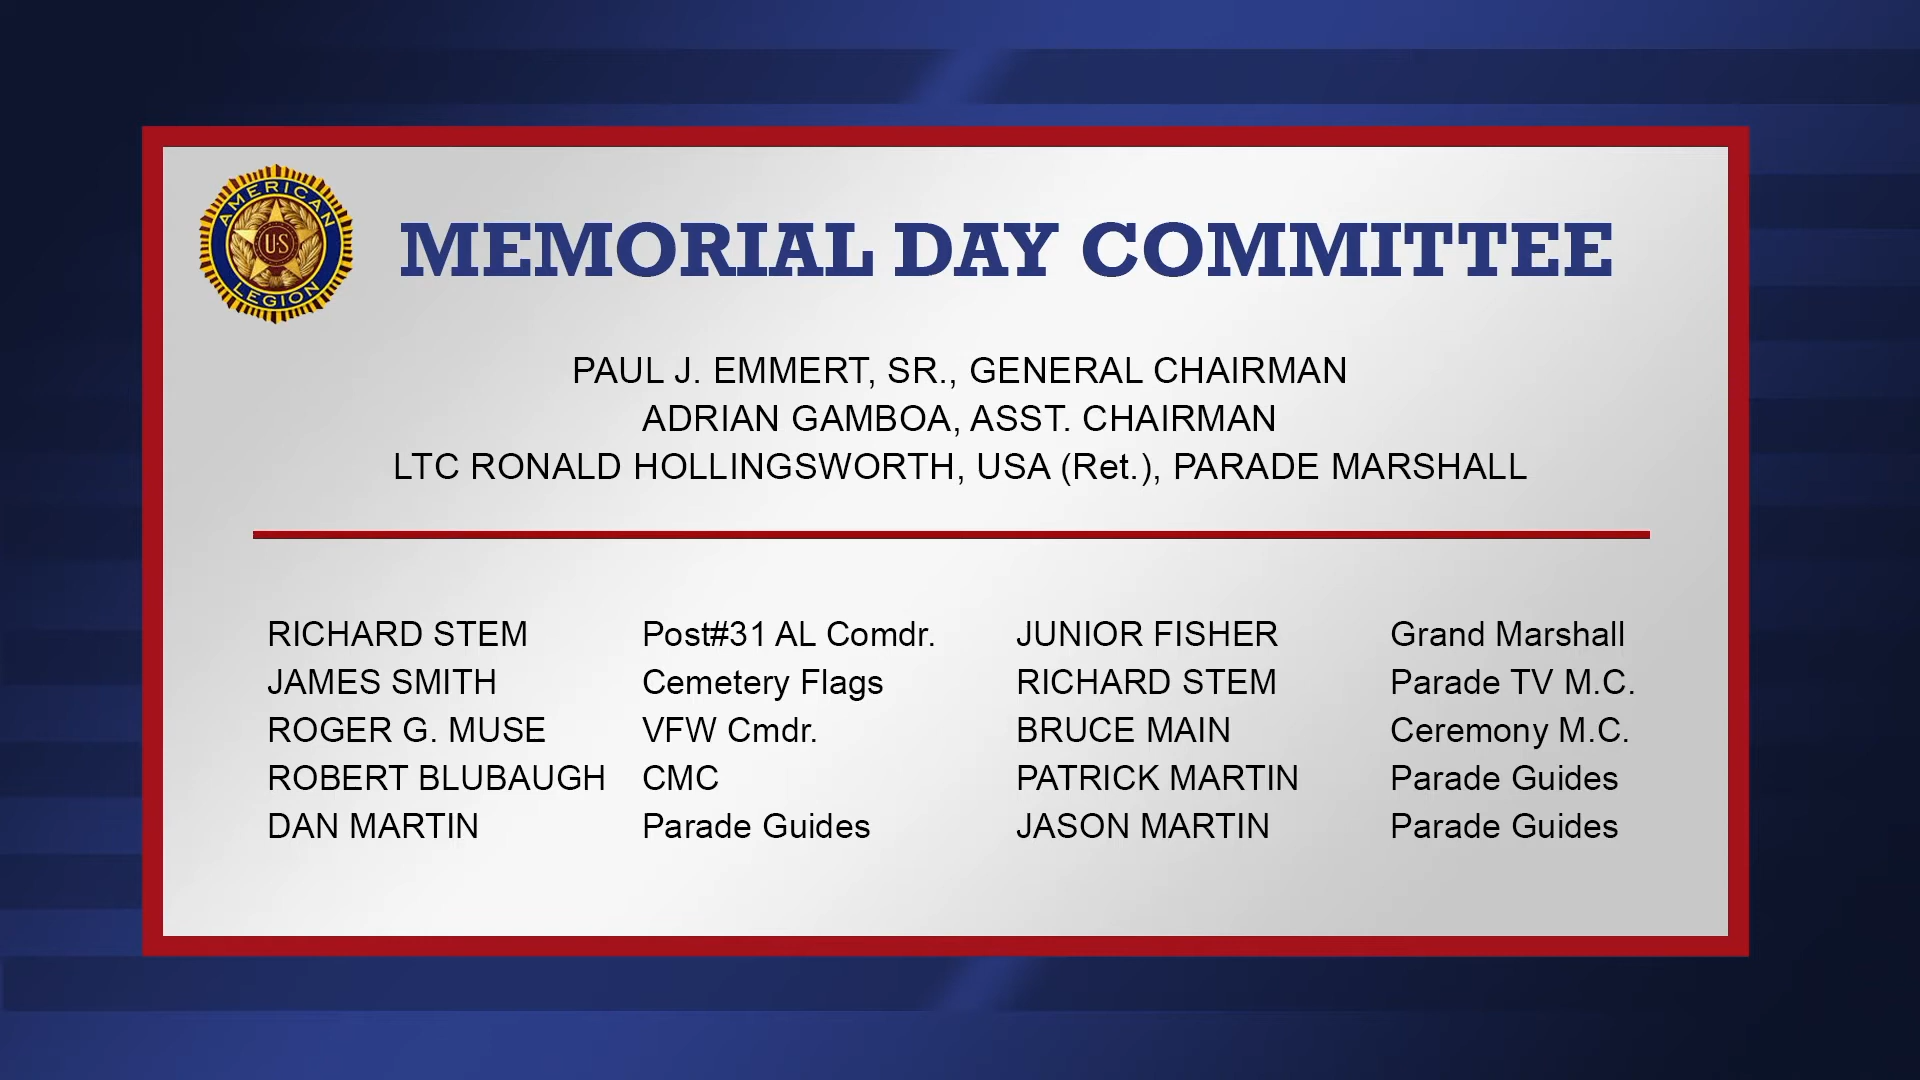 AMERICAN
U·S
LEGION
MEMORIAL DAY COMMITTEE
PAUL J. EMMERT, SR., GENERAL CHAIRMAN
ADRIAN GAMBOA, ASST. CHAIRMAN
LTC RONALD HOLLINGSWORTH, USA (Ret.), PARADE MARSHALL
RICHARD STEM Post#31 AL Comdr. JUNIOR FISHER Grand Marshall
JAMES SMITH Cemetery Flags RICHARD STEM Parade TV M.C.
ROGER G. MUSE VFW Cmdr. BRUCE MAIN Ceremony M.C.
ROBERT BLUBAUGH CMC PATRICK MARTIN Parade Guides
DAN MARTIN Parade Guides JASON MARTIN Parade Guides